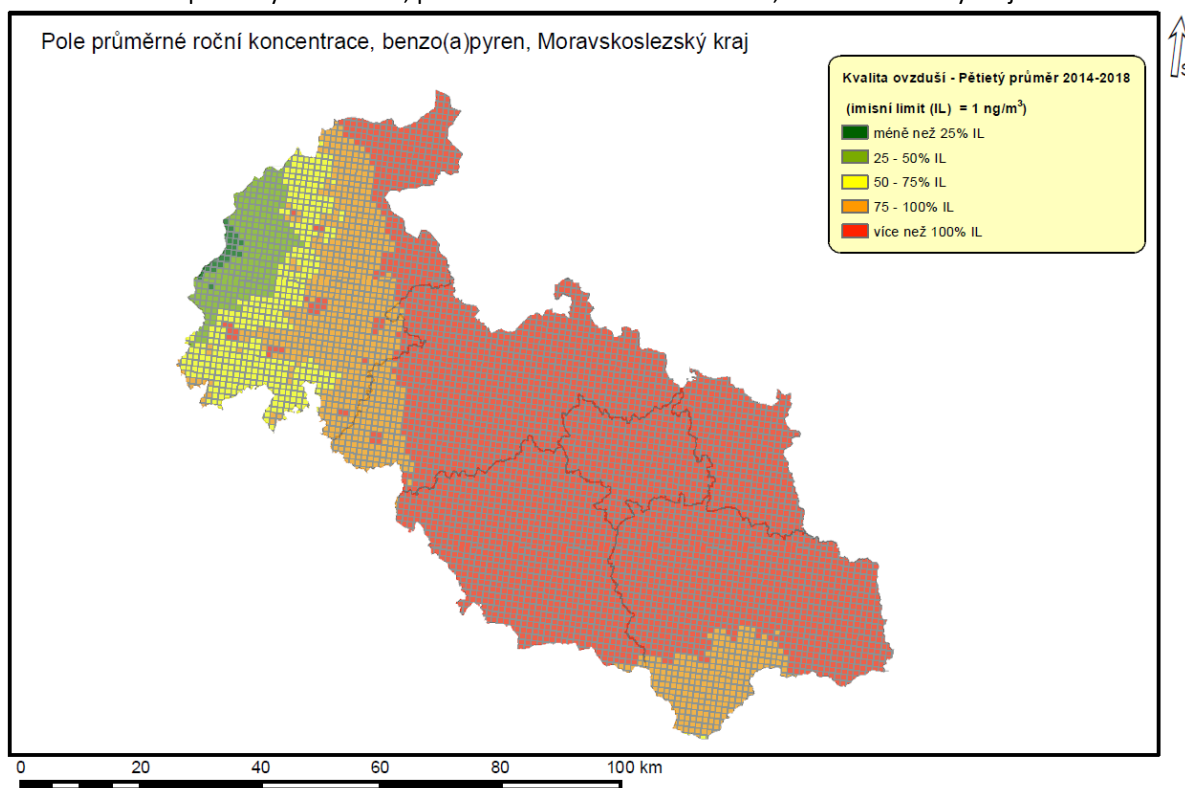 Pole průměrné roční koncentrace, benzo(a)pyren, Moravskoslezský kraj
Kvalita ovzduší - Pětietý průměr 2014-2018
(imisní limit (IL) = 1 ng/m³)
méně než 25% IL
25 - 50% IL
50 - 75% IL
75 - 100% IL
více než 100% IL
0 20 40 60 80 100 km